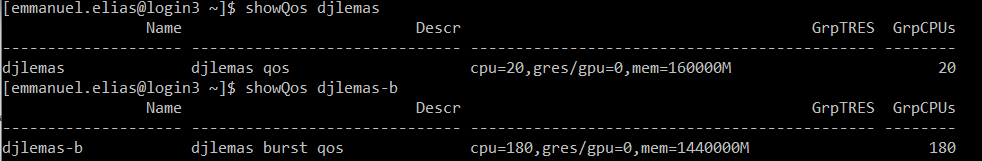 [emmanuel.elias@login3 ~]$ showQos djlemas
Name Descr GrpTRES GrpCPUs
-------------------- ------------------------------ --------------------------------------------- --------
djlemas djlemas qos cpu=20,gres/gpu=0,mem=160000M 20
[emmanuel.elias@login3 ~]$ showQos djlemas-b
Name Descr GrpTRES GrpCPUs
-------------------- ------------------------------ --------------------------------------------- --------
djlemas-b djlemas burst qos cpu=180,gres/gpu=0,mem=1440000M 180